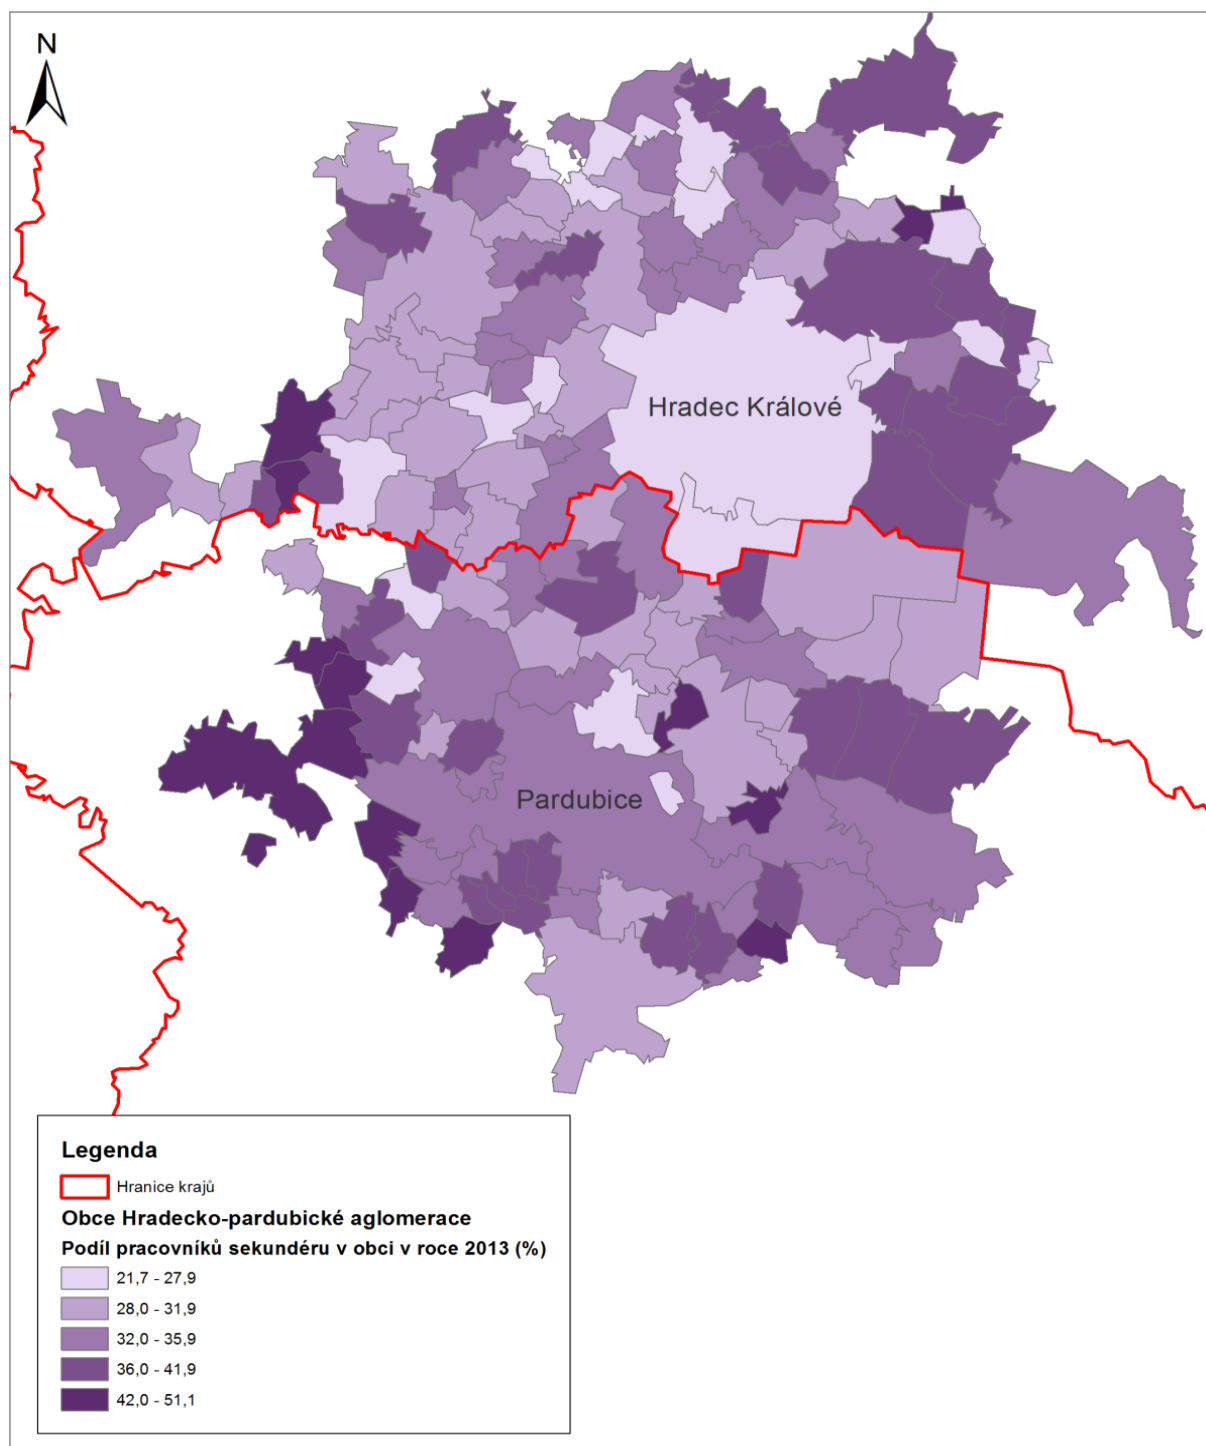 N
Hradec Králové
Pardubice
Legenda
Hranice krajů
Obce Hradecko-pardubické aglomerace
Podíl pracovníků sekundéru v obci v roce 2013 (%)
21,7 - 27,9
28,0 - 31,9
32,0 - 35,9
36,0 - 41,9
42,0 - 51,1